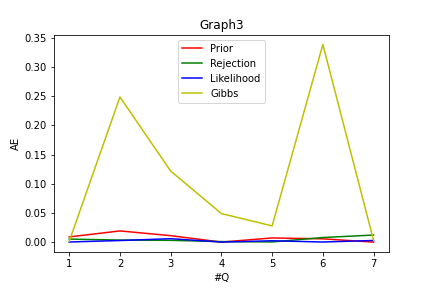 Graph3
Prior
Rejection
Likelihood
Gibbs
AE
0.35
0.30
0.25
0.20
0.15
0.10
0.05
0.00
1 2 3 4 5 6 7
#Q